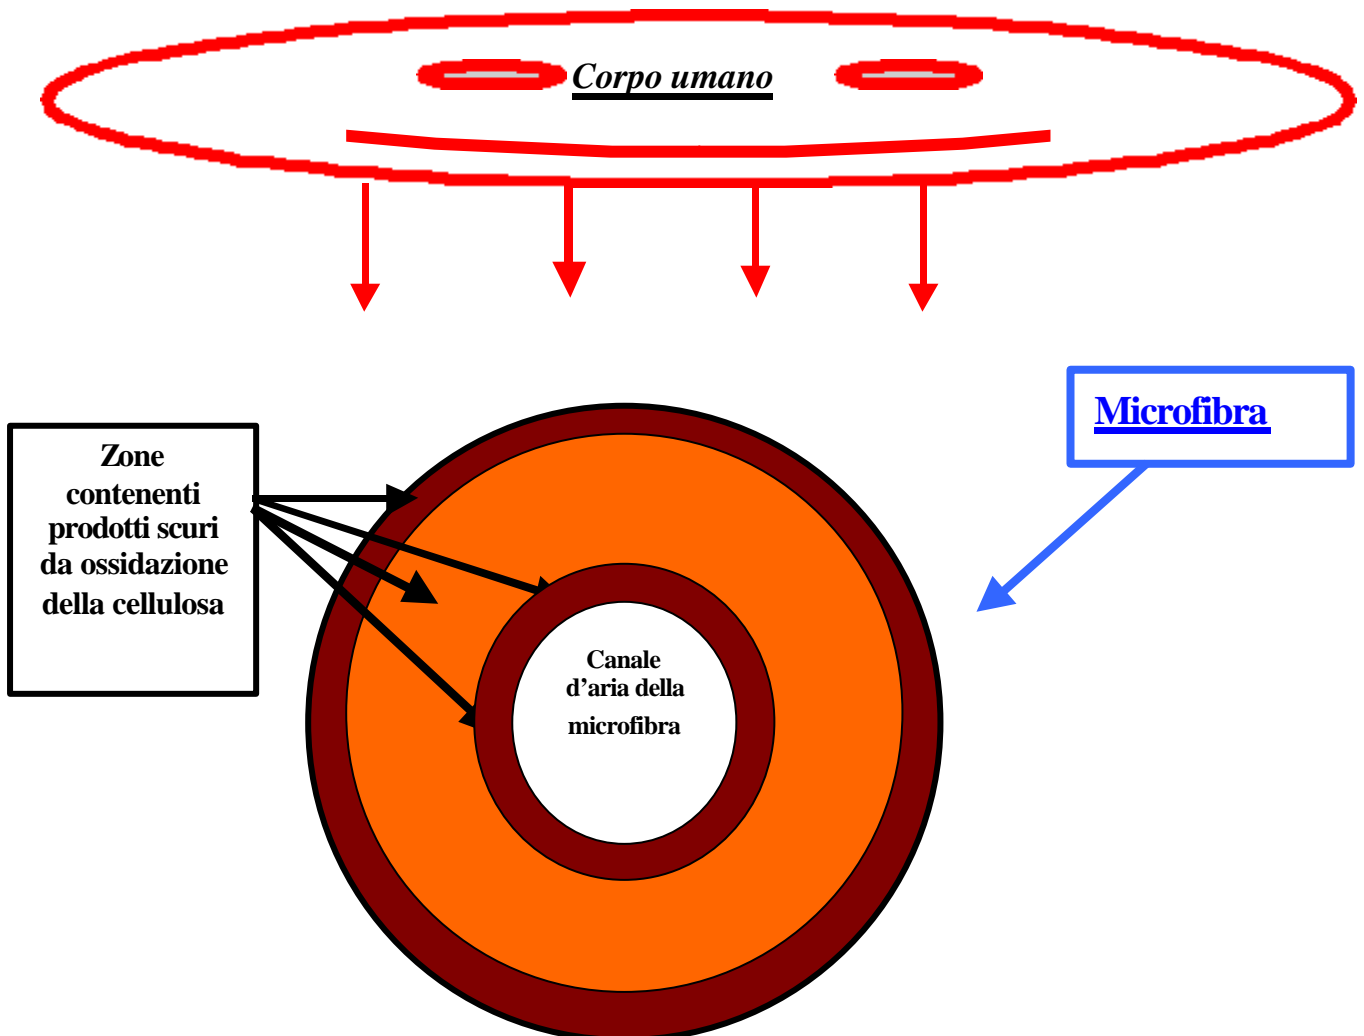 Corpo umano
Microfibra
Zone
contenenti
prodotti scuri
da ossidazione
della cellulosa
Canale
d’aria della
microfibra